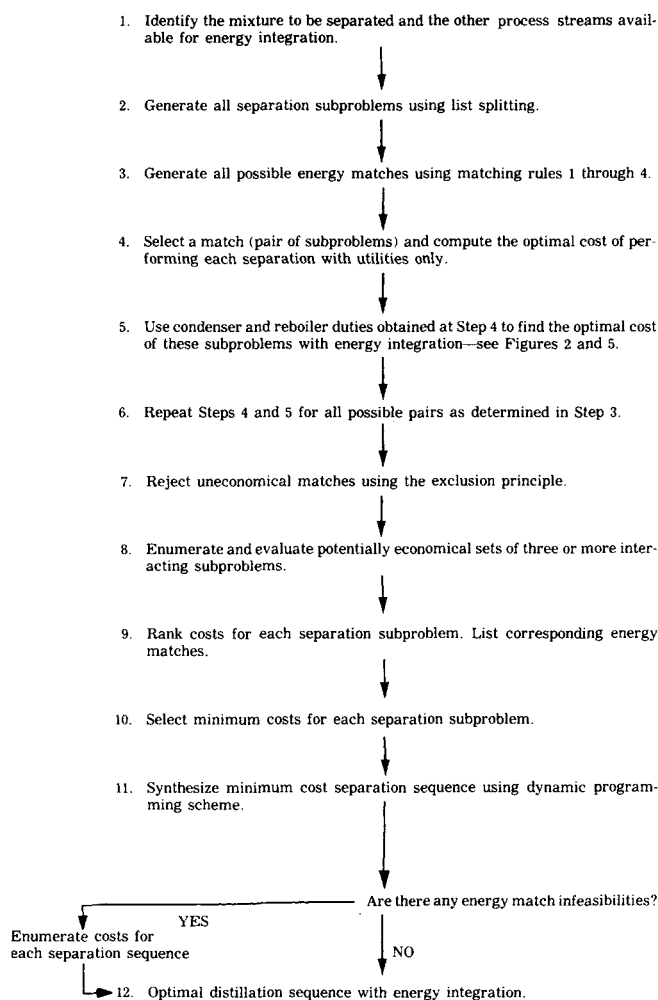 1. Identify the mixture to be separated and the other process streams avail-
able for energy integration.
2. Generate all separation subproblems using list splitting.
3. Generate all possible energy matches using matching rules 1 through 4.
4. Select a match (pair of subproblems) and compute the optimal cost of per-
forming each separation with utilities only.
5. Use condenser and reboiler duties obtained at Step 4 to find the optimal cost
of these subproblems with energy integration—see Figures 2 and 5.
6. Repeat Steps 4 and 5 for all possible pairs as determined in Step 3.
7. Reject uneconomical matches using the exclusion principle.
8. Enumerate and evaluate potentially economical sets of three or more inter-
acting subproblems.
9. Rank costs for each separation subproblem. List corresponding energy
matches.
10. Select minimum costs for each separation subproblem.
11. Synthesize minimum cost separation sequence using dynamic program-
ming scheme.
Are there any energy match infeasibilities?
YES
Enumerate costs for
each separation sequence
NO
12. Optimal distillation sequence with energy integration.